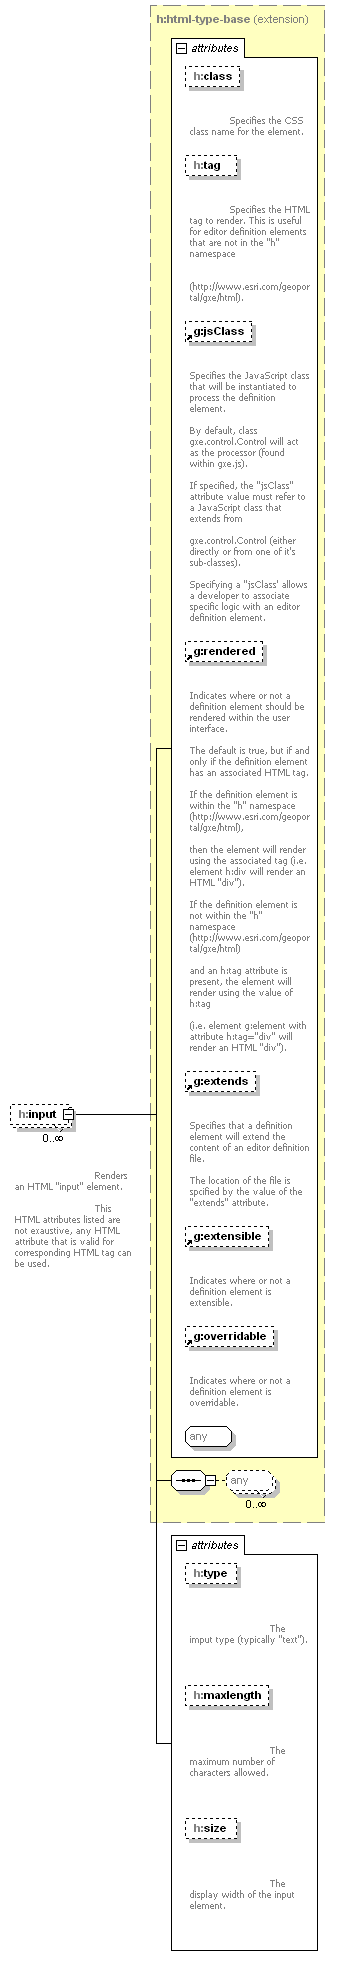 h:html-type-base (extension)
attributes
h:class
Specifies the CSS
class name for the element.
h:tag
Specifies the HTML
tag to render. This is useful
for editor definition elements
that are not in the "h"
namespace
(http://www.esri.com/geopor
tal/gxe/html).
g:jsClass
Specifies the JavaScript class
that will be instantiated to
process the definition
element.
By default, class
gxe.control.Control will act
as the processor (found
within gxe.js).
If specified, the "jsClass"
attribute value must refer to
a JavaScript class that
extends from
gxe.control.Control (either
directly or from one of it's
sub-classes).
Specifying a "jsClass' allows
a developer to associate
specific logic with an editor
definition element.
g:rendered
Indicates where or not a
definition element should be
rendered within the user
interface.
The default is true, but if and
only if the definition element
has an associated HTML tag.
If the definition element is
within the "h" namespace
(http://www.esri.com/geopor
tal/gxe/html),
then the element will render
using the associated tag (i.e.
element h:div will render an
HTML "div").
If the definition element is
not within the "h"
namespace
(http://www.esri.com/geopor
tal/gxe/html)
and an h:tag attribute is
present, the element will
render using the value of
h:tag
(i.e. element g:element with
attribute h:tag="div" will
render an HTML "div").
g:extends
Specifies that a definition
element will extend the
content of an editor definition
file.
The location of the file is
spcified by the value of the
"extends" attribute.
h:input
0..∞
Renders
an HTML "input" element.
This
HTML attributes listed are
not exaustive, any HTML
attribute that is valid for
corresponding HTML tag can
be used.
g:extensible
Indicates where or not a
definition element is
extensible.
g:overridable
Indicates where or not a
definition element is
overridable.
any
any
0..∞
attributes
h:type
The
imput type (typically "text").
h:maxlength
The
maximum number of
characters allowed.
h:size
The
display width of the input
element.